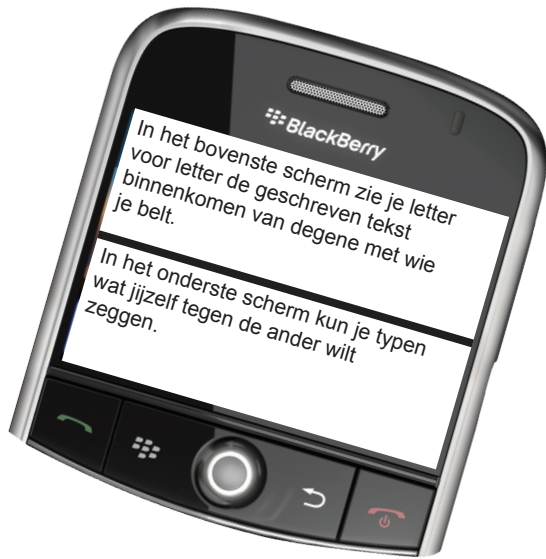 BlackBerry
In het bovenste scherm zie je letter
voor letter de geschreven tekst
binnenkomen van degene met wie
je belt.
In het onderste scherm kun je typen
wat jijzelf tegen de ander wilt
zeggen.